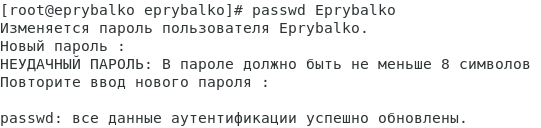 [root@eprybalko eprybalko]# passwd Eprybalko
Изменяется пароль пользователя Eprybalko.
Новый пароль :
НЕУДАЧНЫЙ ПАРОЛЬ: В пароле должно быть не меньше 8 символов
Повторите ввод нового пароля :
passwd: все данные аутентификации успешно обновлены.